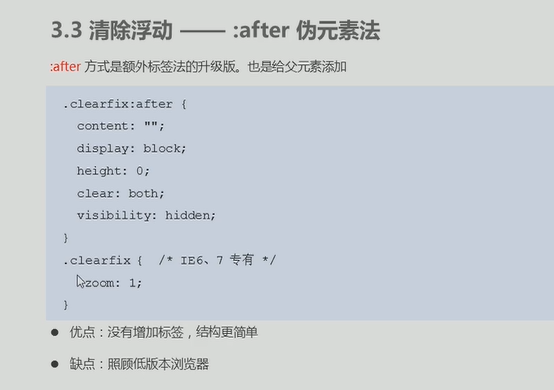 3.3 清除浮动 —— :after 伪元素法
:after 方式是额外标签法的升级版。也是给父元素添加
.clearfix:after {
content: "";
display: block;
height: 0;
clear: both;
visibility: hidden;
}
.clearfix { /* IE6、7 专有 */
*zoom: 1;
}
● 优点：没有增加标签，结构更简单
● 缺点：照顾低版本浏览器